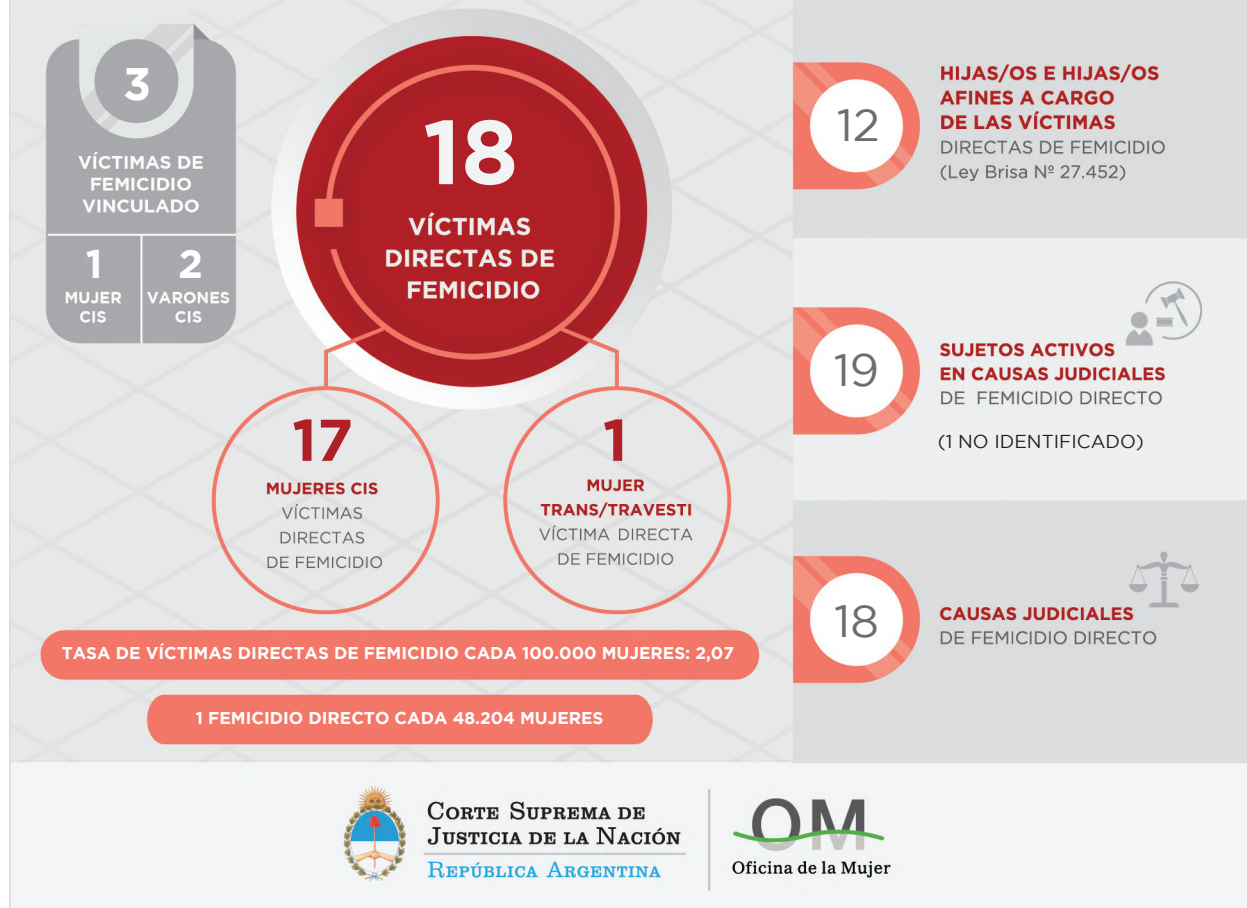 3
VÍCTIMAS DE
FEMICIDIO
VINCULADO
1
MUJER
CIS
2
VARONES
CIS
18
VÍCTIMAS
DIRECTAS DE
FEMICIDIO
17
MUJERES CIS
VÍCTIMAS
DIRECTAS
DE FEMICIDIO
1
MUJER
TRANS/TRAVESTI
VÍCTIMA DIRECTA
DE FEMICIDIO
TASA DE VÍCTIMAS DIRECTAS DE FEMICIDIO CADA 100.000 MUJERES: 2,07
1 FEMICIDIO DIRECTO CADA 48.204 MUJERES
12
HIJAS/OS E HIJAS/OS
AFINES A CARGO
DE LAS VÍCTIMAS
DIRECTAS DE FEMICIDIO
(Ley Brisa Nº 27.452)
19
SUJETOS ACTIVOS
EN CAUSAS JUDICIALES
DE FEMICIDIO DIRECTO
(1 NO IDENTIFICADO)
18
CAUSAS JUDICIALES
DE FEMICIDIO DIRECTO
CORTE SUPREMA DE
JUSTICIA DE LA NACIÓN
REPÚBLICA ARGENTINA
OM
Oficina de la Mujer